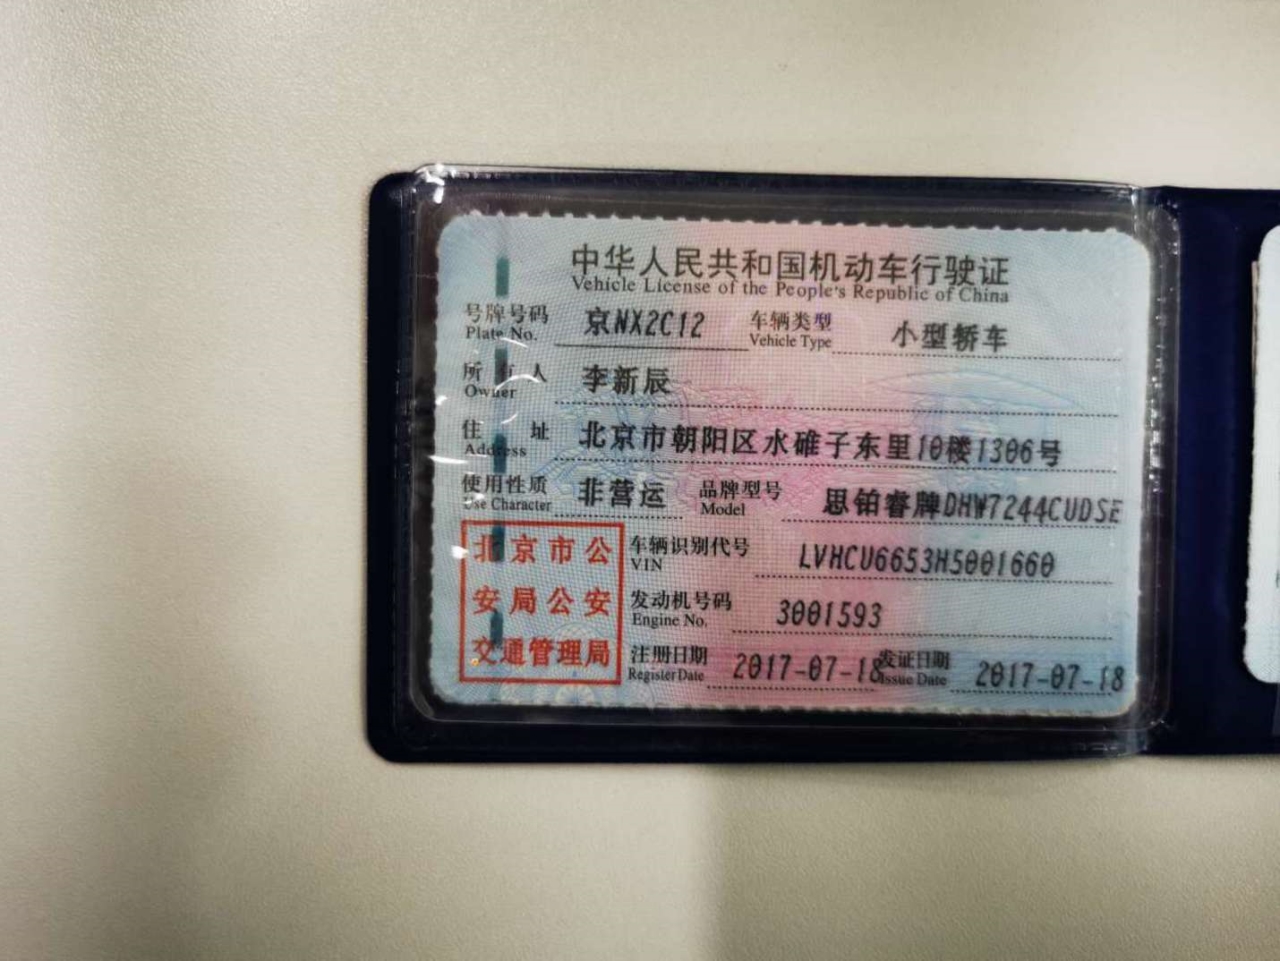 中华人民共和国机动车行驶证
Vehicle License of the People's Republic of China
号牌号码 京NX2C12 车辆类型 小型轿车
Plate No. Vehicle Type
所有人 李新辰
Owner
住址 北京市朝阳区水碓子东里10楼1306号
Address
使用性质 非营运 品牌型号 思铂睿牌DHW7244CUDSE
Use Character Model
北京市公
安局公安
交通管理局
车辆识别代号 LVHCU6653H5001660
VIN
发动机号码 3001593
Engine No.
注册日期 2017-07-18 发证日期 2017-07-18
Register Date Issue Date